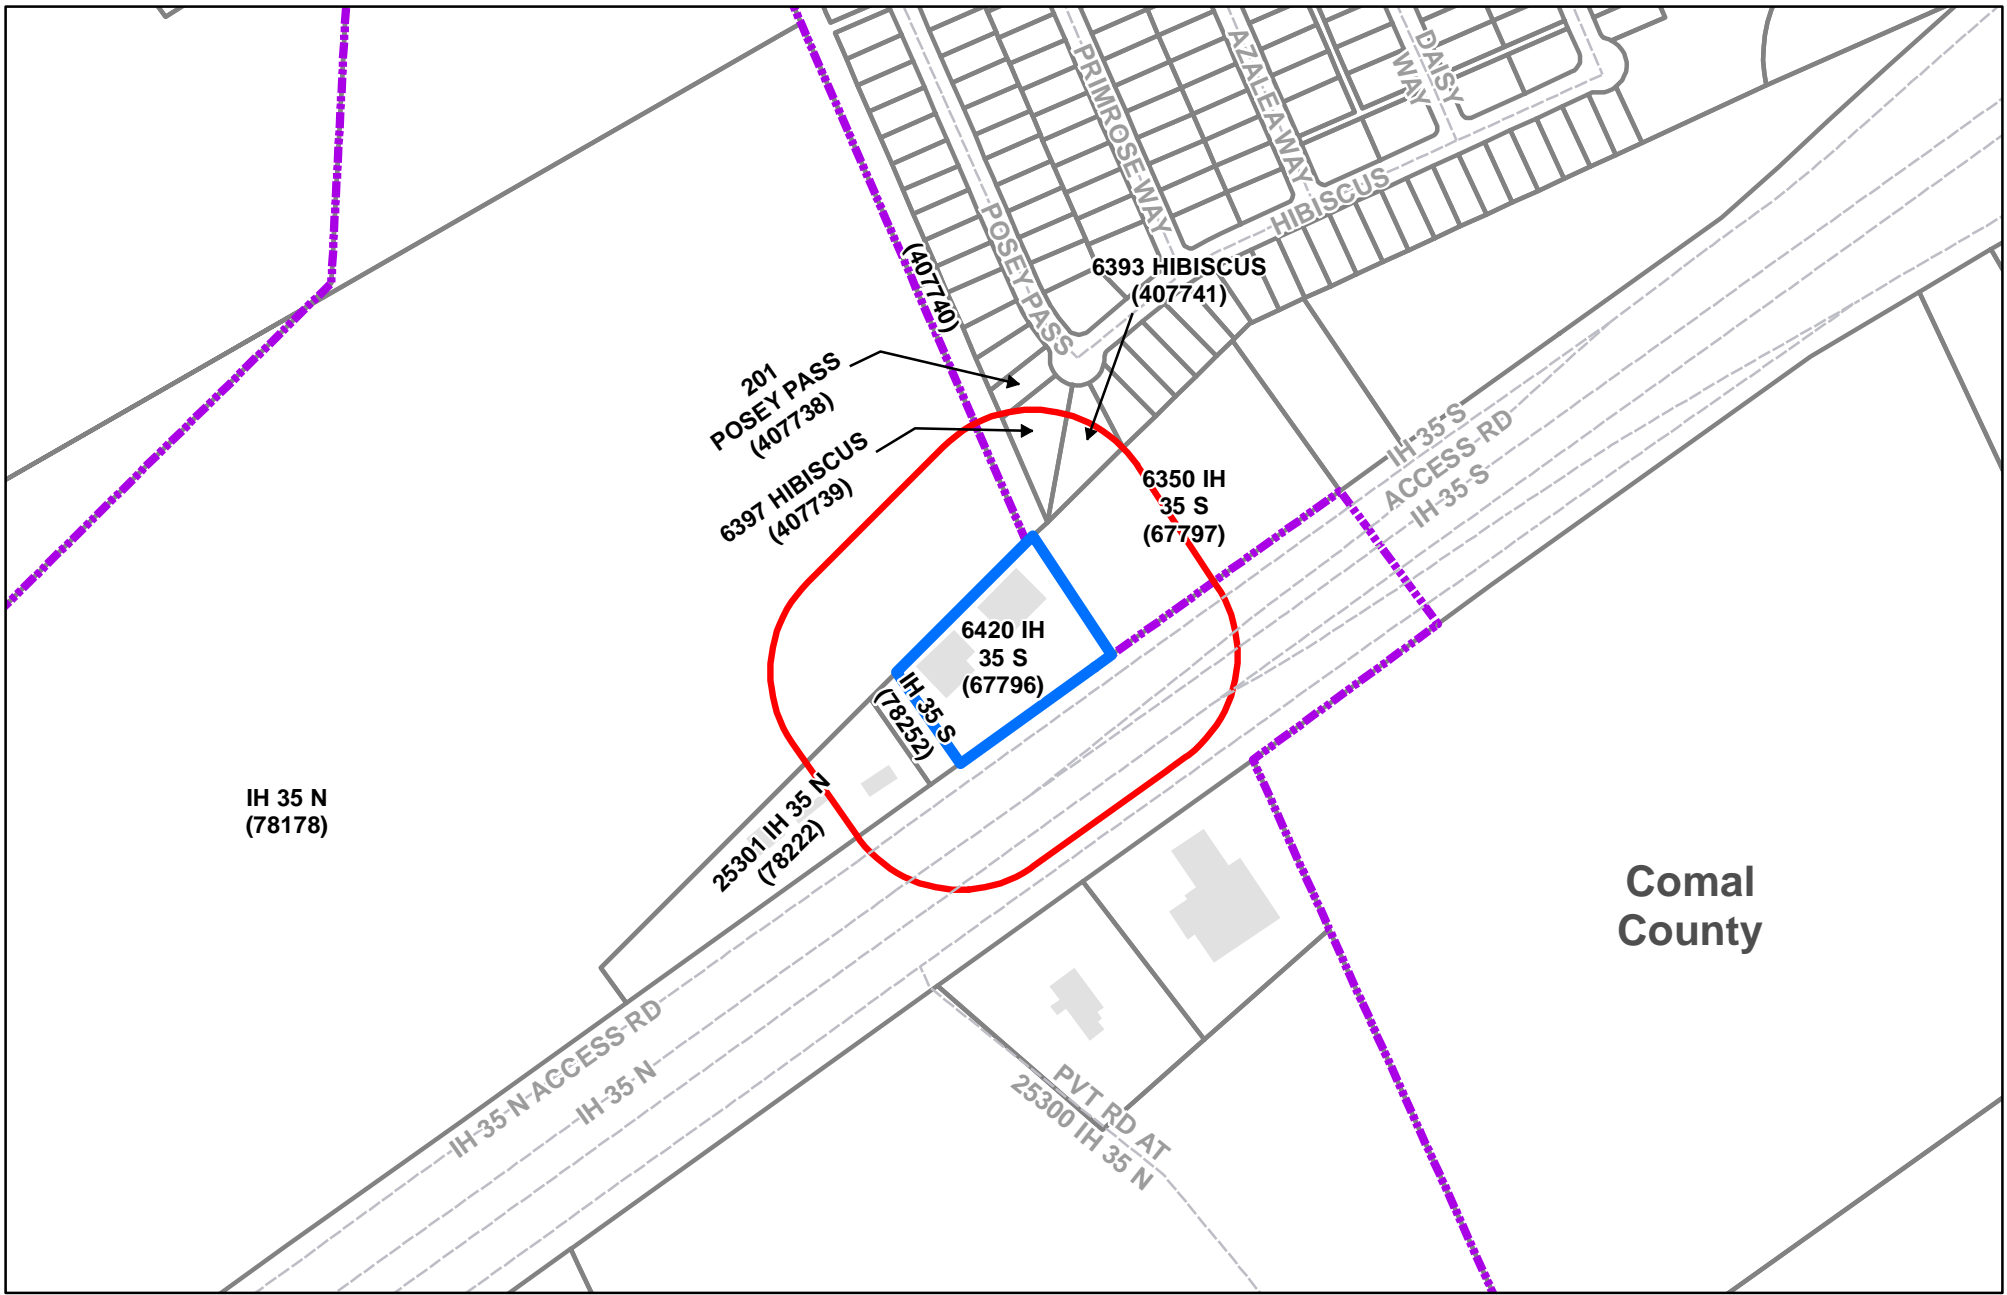 DAISY
WAY
AZALEA WAY
PRIMROSE WAY
HIBISCUS
POSEY PASS
(407740)
6393 HIBISCUS
(407741)
201
POSEY PASS
(407738)
6397 HIBISCUS
(407739)
6350 IH
35 S
(67797)
IH 35 S
ACCESS RD
IH 35 S
6420 IH
35 S
(67796)
IH 35 S
(78252)
25301 IH 35 N
(78222)
IH 35 N
(78178)
Comal
County
IH 35 N ACCESS RD
IH 35 N
PVT RD AT
25300 IH 35 N